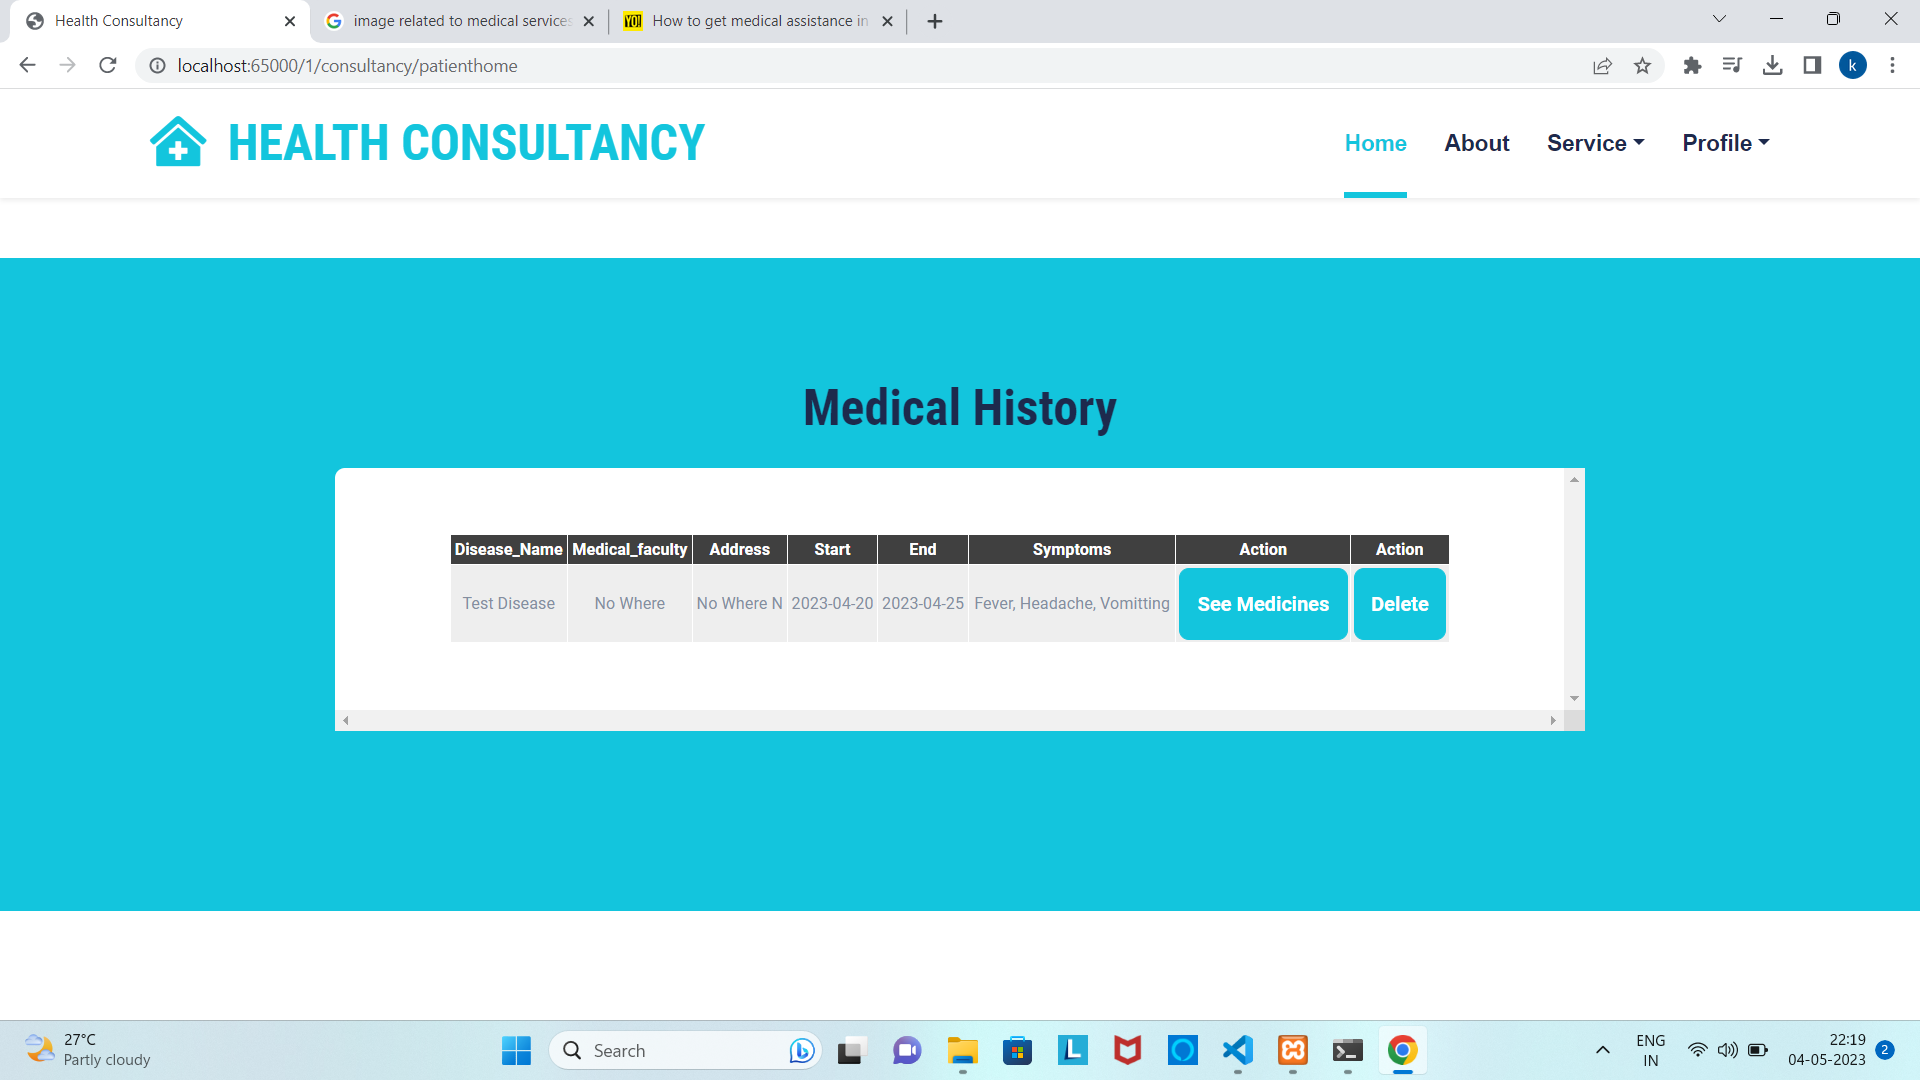 Health Consultancy
image related to medical services
How to get medical assistance in
localhost:65000/1/consultancy/patienthome
k
HEALTH CONSULTANCY
Home
About
Service
Profile
Medical History
Disease_Name Medical_faculty Address Start End Symptoms Action Action
Test Disease No Where No Where N 2023-04-20 2023-04-25 Fever, Headache, Vomitting See Medicines Delete
27°C
Partly cloudy
Search
ENG
IN
22:19
04-05-2023
2